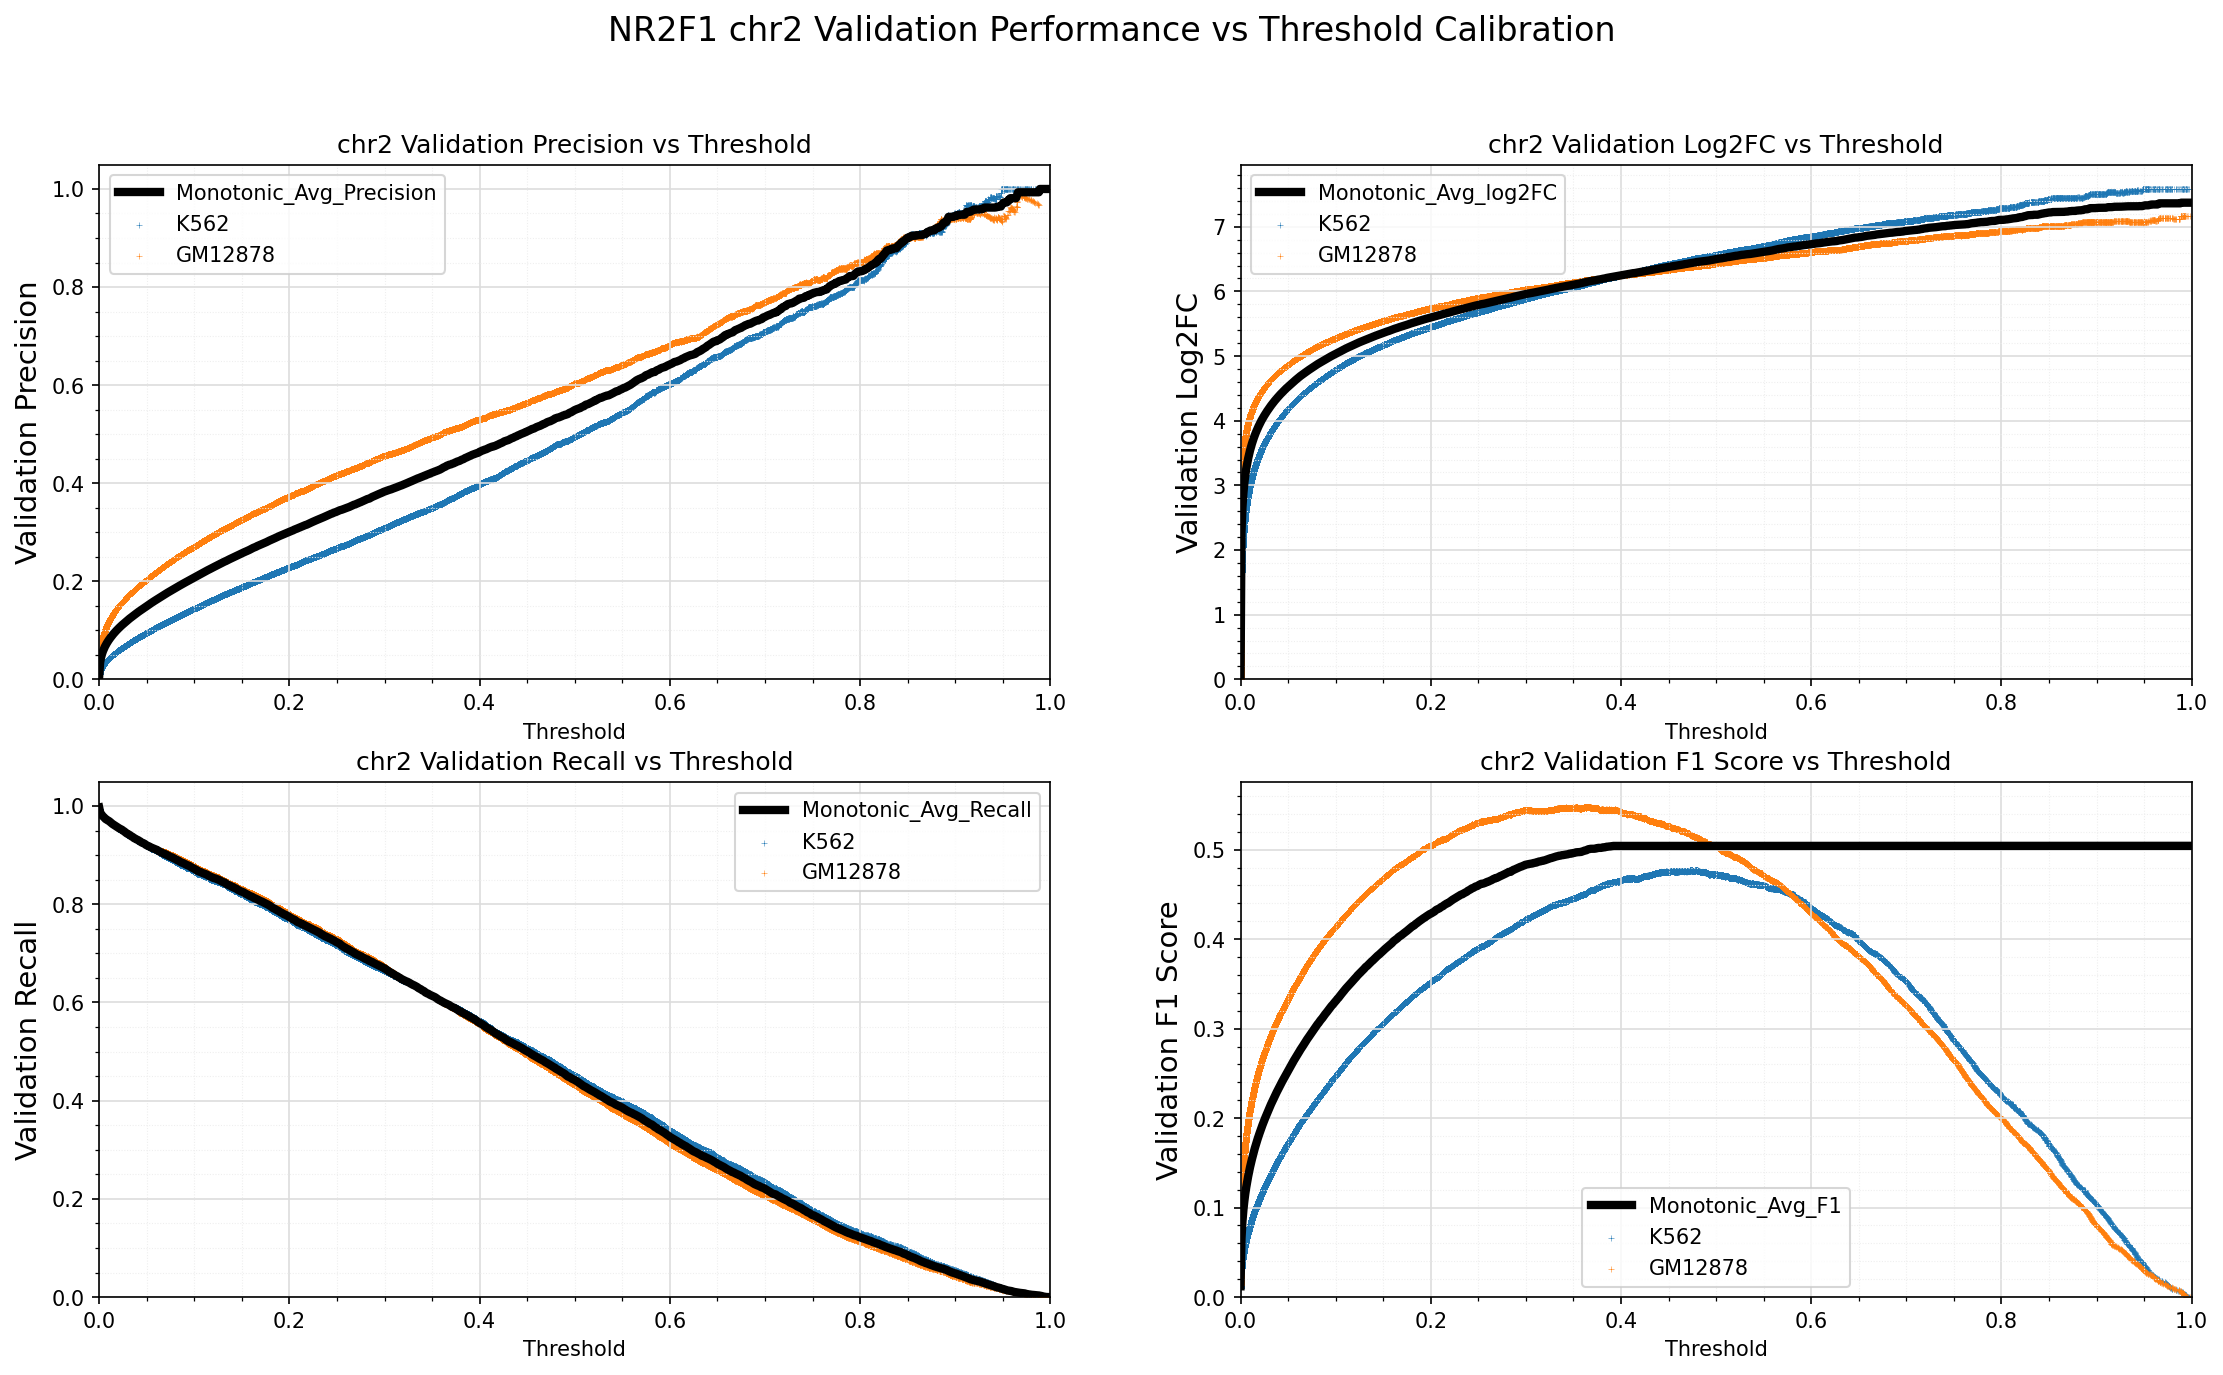 NR2F1 chr2 Validation Performance vs Threshold Calibration
chr2 Validation Precision vs Threshold
Validation Precision
1.0
0.8
0.6
0.4
0.2
0.0
Monotonic_Avg_Precision
K562
GM12878
0.0 0.2 0.4 0.6 0.8 1.0
Threshold
chr2 Validation Log2FC vs Threshold
Validation Log2FC
7
6
5
4
3
2
1
0
Monotonic_Avg_log2FC
K562
GM12878
0.0 0.2 0.4 0.6 0.8 1.0
Threshold
chr2 Validation Recall vs Threshold
Validation Recall
1.0
0.8
0.6
0.4
0.2
0.0
Monotonic_Avg_Recall
K562
GM12878
0.0 0.2 0.4 0.6 0.8 1.0
Threshold
chr2 Validation F1 Score vs Threshold
Validation F1 Score
0.5
0.4
0.3
0.2
0.1
0.0
Monotonic_Avg_F1
K562
GM12878
0.0 0.2 0.4 0.6 0.8 1.0
Threshold